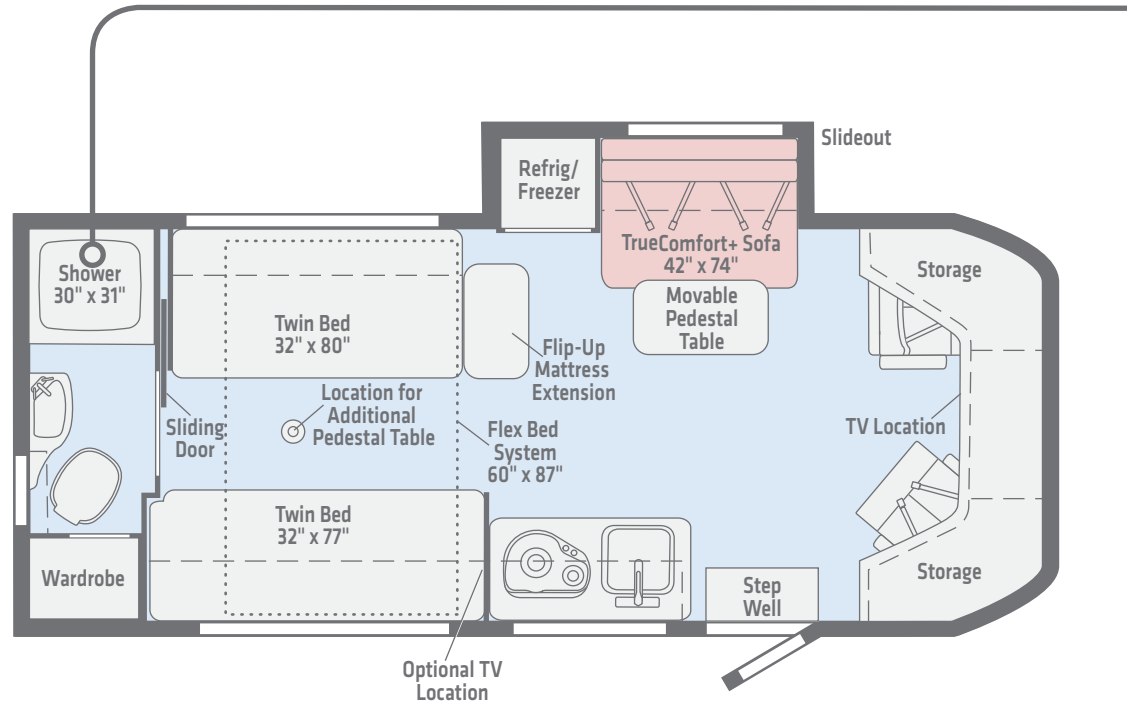 Slideout
Refrig/
Freezer
TrueComfort+ Sofa
42" x 74"
Movable
Pedestal
Table
Storage
Shower
30" x 31"
Twin Bed
32" x 80"
Flip-Up
Mattress
Extension
Location for
Additional
Pedestal Table
Sliding
Door
Flex Bed
System
60" x 87"
TV Location
Twin Bed
32" x 77"
Wardrobe
Step
Well
Storage
Optional TV
Location